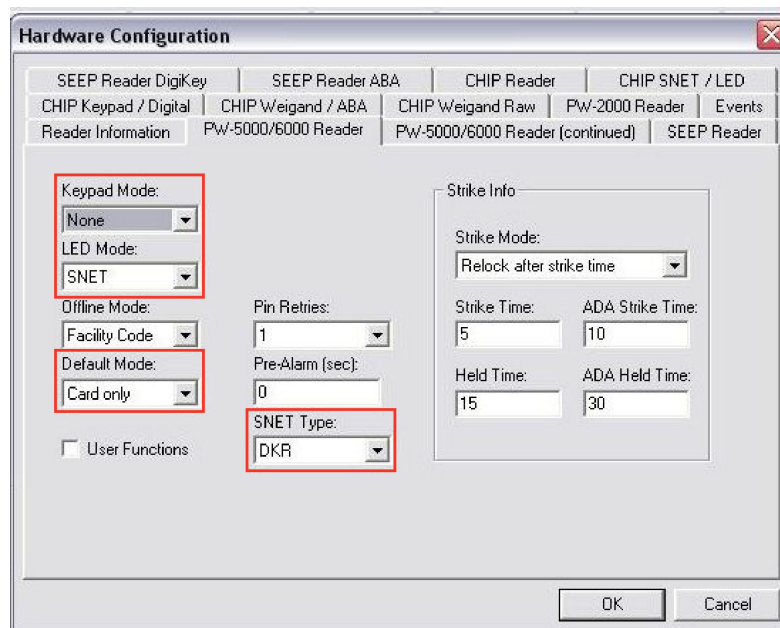 Hardware Configuration
SEEP Reader DigiKey
SEEP Reader ABA
CHIP Reader
CHIP SNET / LED
CHIP Keypad / Digital
CHIP Weigand / ABA
CHIP Weigand Raw
PW-2000 Reader
Events
Reader Information
PW-5000/6000 Reader
PW-5000/6000 Reader (continued)
SEEP Reader
Keypad Mode:
None
LED Mode:
SNET
Offline Mode:
Facility Code
Default Mode:
Card only
User Functions
Pin Retries:
1
Pre-Alarm (sec):
0
SNET Type:
DKR
Strike Info
Strike Mode:
Relock after strike time
Strike Time:
5
ADA Strike Time:
10
Held Time:
15
ADA Held Time:
30
OK
Cancel